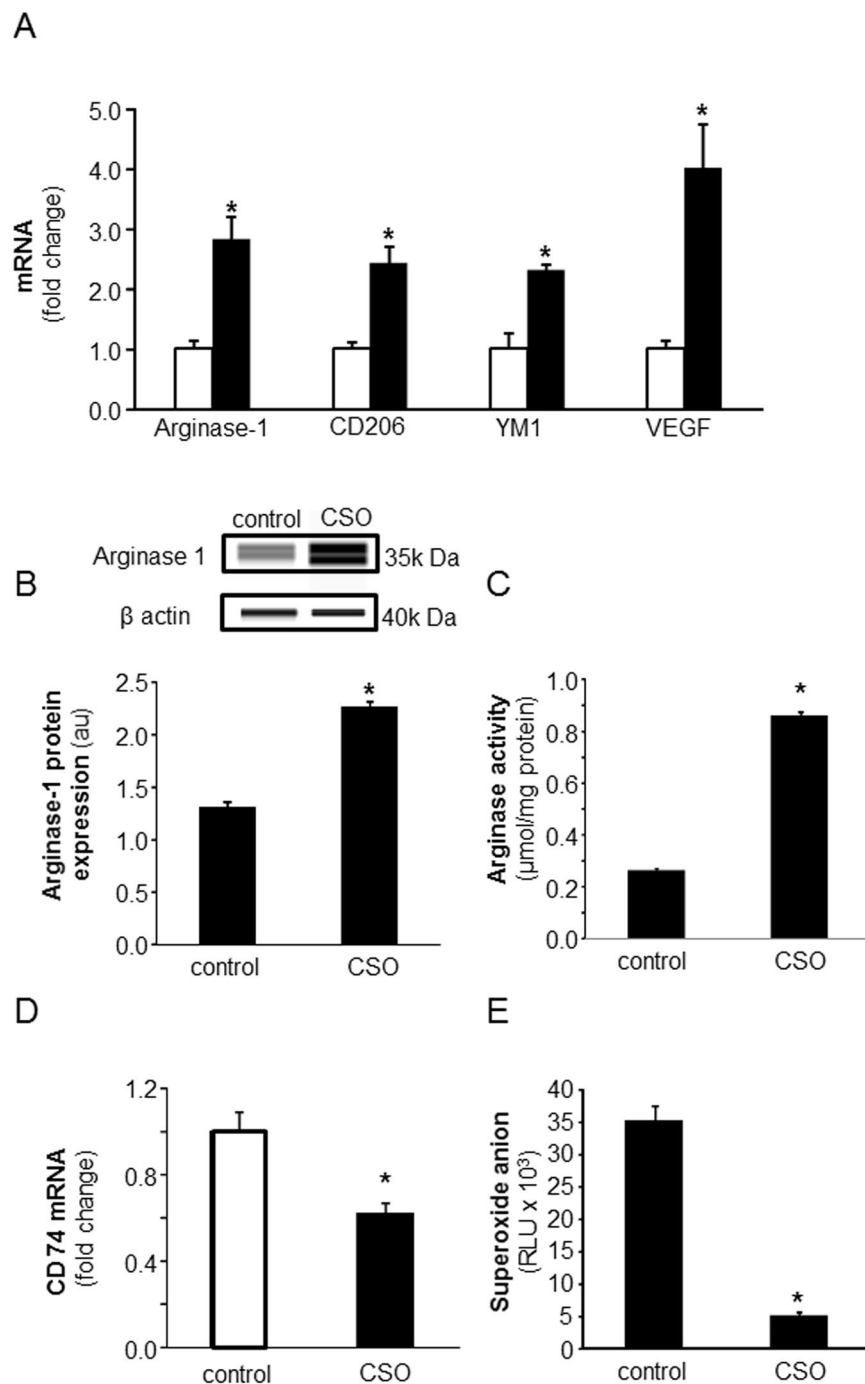 A
mRNA
(fold change)
5.0
4.0
3.0
2.0
1.0
0.0
*
*
*
*
Arginase-1 CD206 YM1 VEGF
control CSO
Arginase 1 35k Da
B
β actin 40k Da
Arginase-1 protein
expression (au)
2.5
2.0
1.5
1.0
0.5
0.0
*
control CSO
C
Arginase activity
(µmol/mg protein)
1.0
0.8
0.6
0.4
0.2
0.0
*
control CSO
D
CD74 mRNA
(fold change)
1.2
0.8
0.4
0.0
*
control CSO
E
Superoxide anion
(RLU x 10³)
40
35
30
25
20
15
10
5
0
*
control CSO